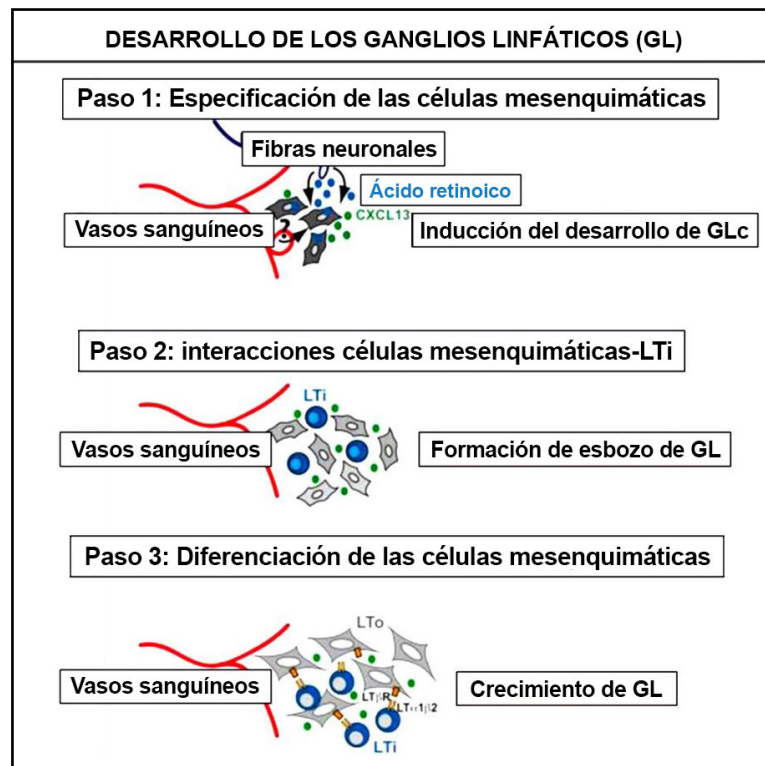 DESARROLLO DE LOS GANGLIOS LINFÁTICOS (GL)
Paso 1: Especificación de las células mesenquimáticas
Fibras neuronales
Ácido retinoico
CXCL13
Vasos sanguíneos
?
Inducción del desarrollo de GLc
Paso 2: interacciones células mesenquimáticas-LTi
LTi
Vasos sanguíneos
Formación de esbozo de GL
Paso 3: Diferenciación de las células mesenquimáticas
LTo
Vasos sanguíneos
LTβR
LTα1β2
Crecimiento de GL
LTi